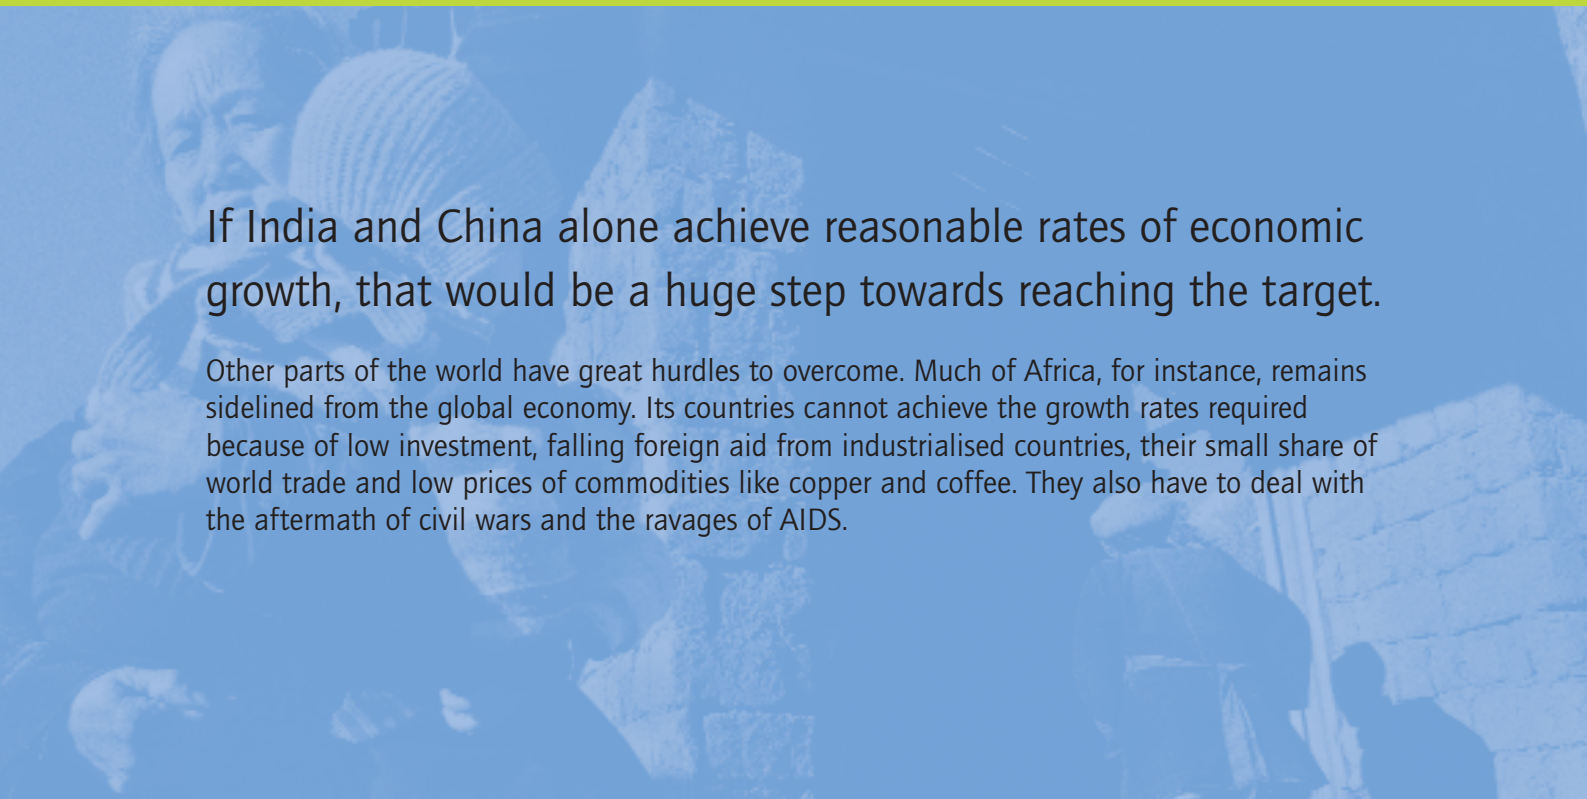 If India and China alone achieve reasonable rates of economic
growth, that would be a huge step towards reaching the target.
Other parts of the world have great hurdles to overcome. Much of Africa, for instance, remains
sidelined from the global economy. Its countries cannot achieve the growth rates required
because of low investment, falling foreign aid from industrialised countries, their small share of
world trade and low prices of commodities like copper and coffee. They also have to deal with
the aftermath of civil wars and the ravages of AIDS.